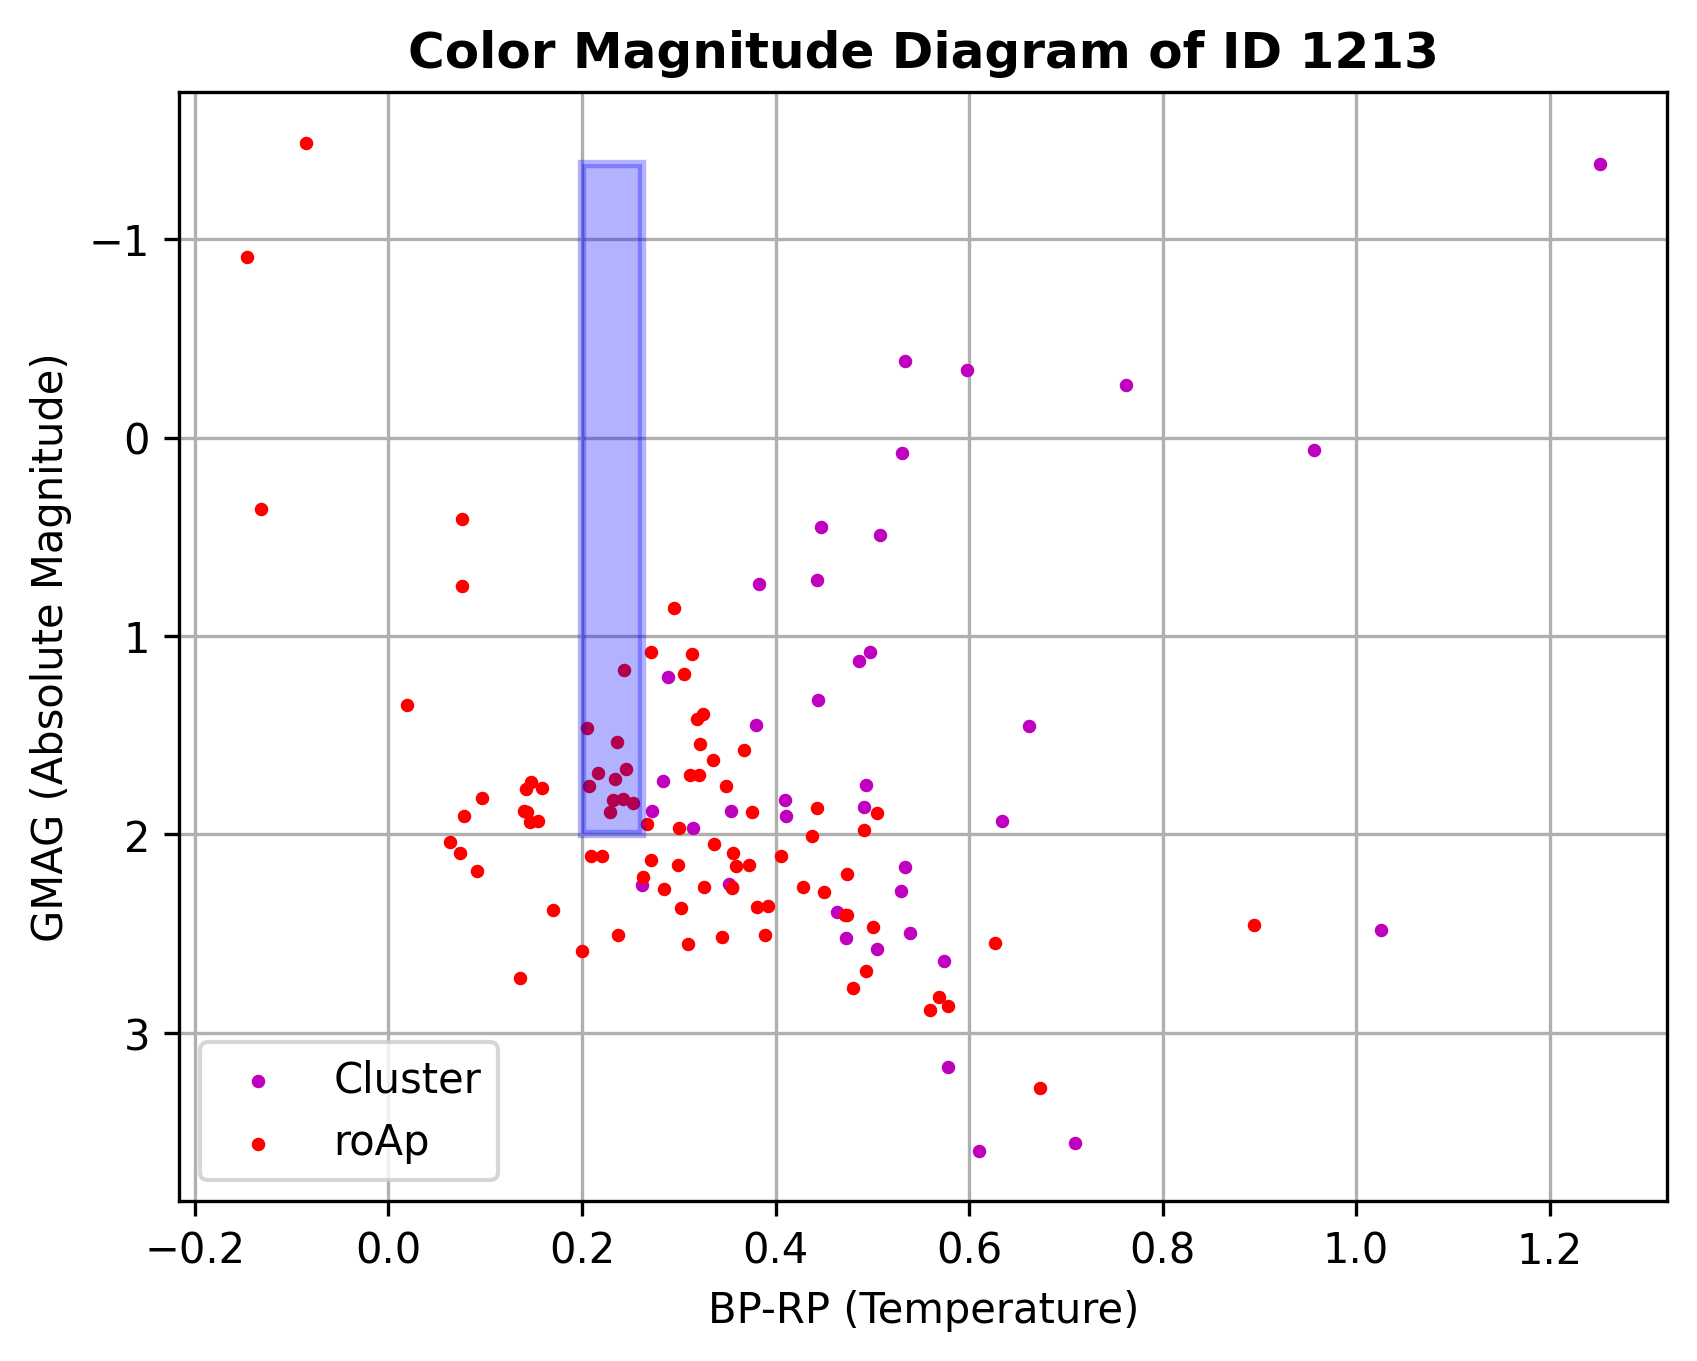 Color Magnitude Diagram of ID 1213
GMAG (Absolute Magnitude)
−1
0
1
2
3
Cluster
roAp
−0.2 0.0 0.2 0.4 0.6 0.8 1.0 1.2
BP-RP (Temperature)